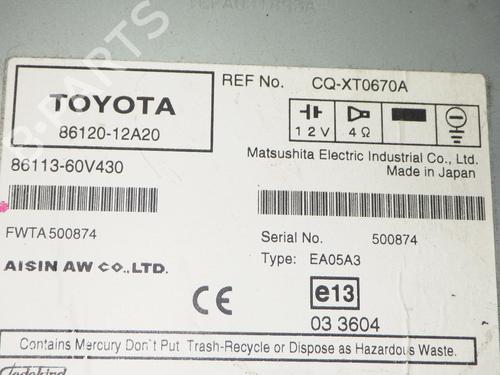 REF No. CQ-XT0670A
TOYOTA
86120-12A20
12V 4Ω
86113-60V430
Matsushita Electric Industrial Co., Ltd.
Made in Japan
FWTA500874
Serial No. 500874
Type: EA05A3
AISIN AW CO., LTD.
CE
e13
03 3604
Contains Mercury Don't Put Trash-Recycle or Dispose as Hazardous Waste.
B-PARTS